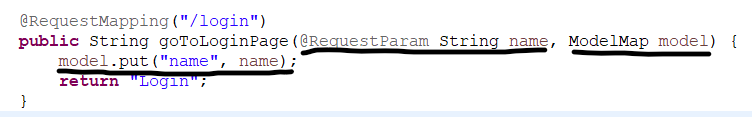 @RequestMapping("/login")
public String goToLoginPage(@RequestParam String name, ModelMap model) {
model.put("name", name);
return "Login";
}